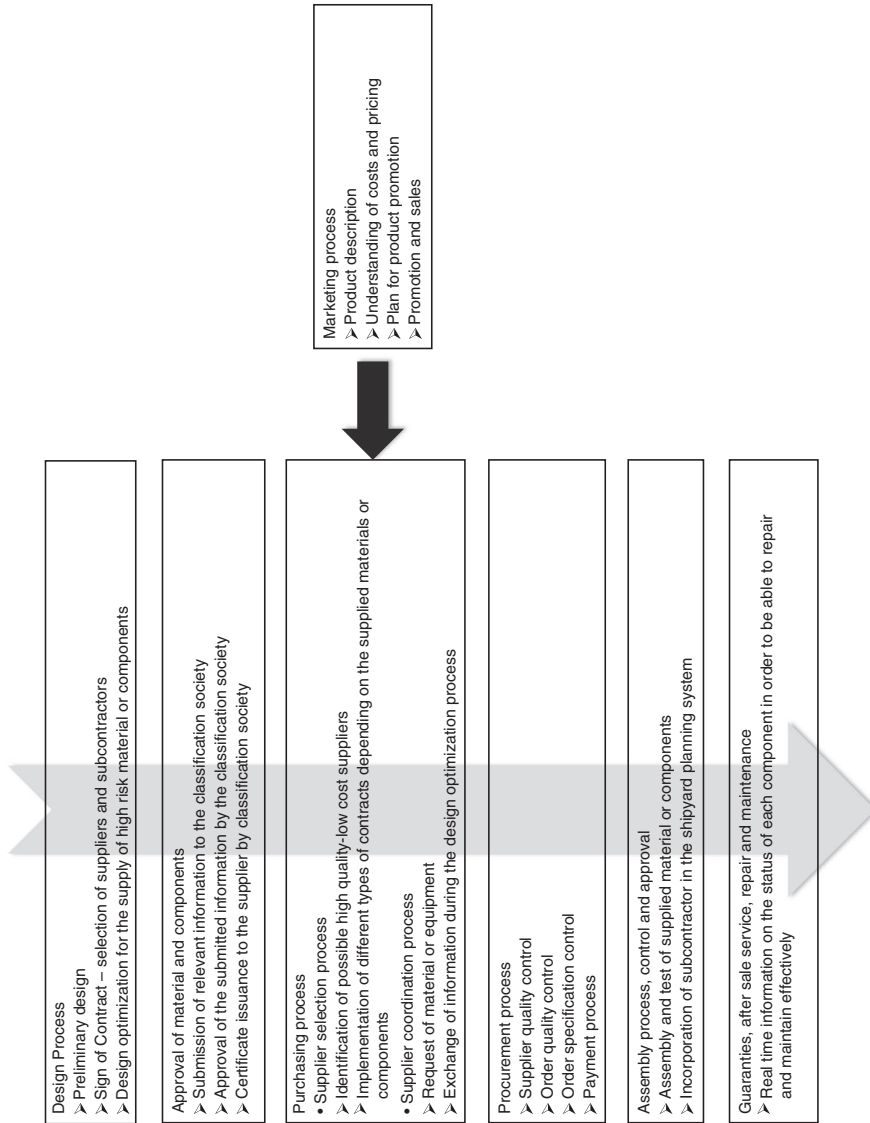 Design Process
➢ Preliminary design
➢ Sign of Contract – selection of suppliers and subcontractors
➢ Design optimization for the supply of high risk material or components
Approval of material and components
➢ Submission of relevant information to the classification society
➢ Approval of the submitted information by the classification society
➢ Certificate issuance to the supplier by classification society
Purchasing process
• Supplier selection process
➢ Identification of possible high quality-low cost suppliers
➢ Implementation of different types of contracts depending on the supplied materials or
components
• Supplier coordination process
➢ Request of material or equipment
➢ Exchange of information during the design optimization process
Marketing process
➢ Product description
➢ Understanding of costs and pricing
➢ Plan for product promotion
➢ Promotion and sales
Procurement process
➢ Supplier quality control
➢ Order quality control
➢ Order specification control
➢ Payment process
Assembly process, control and approval
➢ Assembly and test of supplied material or components
➢ Incorporation of subcontractor in the shipyard planning system
Guaranties, after sale service, repair and maintenance
➢ Real time information on the status of each component in order to be able to repair
and maintain effectively